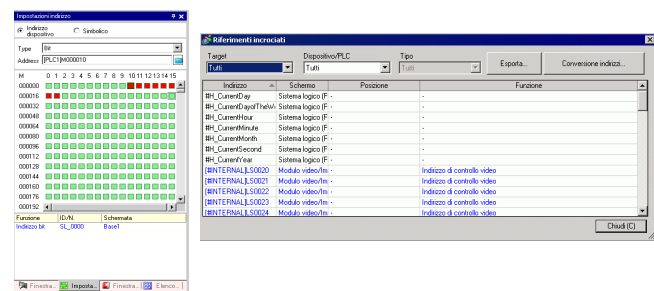 Impostazioni indirizzo
Indirizzo dispositivo
Simbolico
Type Bit
Address [PLC1]M000010
M 0 1 2 3 4 5 6 7 8 9 10 11 12 13 14 15
000000
000016
000032
000048
000064
000080
000096
000112
000128
000144
000160
000176
000192
Funzione ID/N. Schermata
Indirizzo bit SL_0000 Base1
Finestra... Imposta... Finestra... Elenco...
Riferimenti incrociati
Target Dispositivo/PLC Tipo
Tutti Tutti Tutti Esporta... Conversione indirizzi...
Indirizzo Schermo Posizione Funzione
#H_CurrentDay Sistema logico (F - -
#H_CurrentDayofTheW Sistema logico (F - -
#H_CurrentHour Sistema logico (F - -
#H_CurrentMinute Sistema logico (F - -
#H_CurrentMonth Sistema logico (F - -
#H_CurrentSecond Sistema logico (F - -
#H_CurrentYear Sistema logico (F - -
[#INTERNAL]LS0020 Modulo video/Im - Indirizzo di controllo video
[#INTERNAL]LS0021 Modulo video/Im - Indirizzo di controllo video
[#INTERNAL]LS0022 Modulo video/Im - Indirizzo di controllo video
[#INTERNAL]LS0023 Modulo video/Im - Indirizzo di controllo video
[#INTERNAL]LS0024 Modulo video/Im - Indirizzo di controllo video
Chiudi (C)